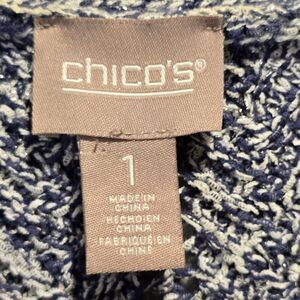 chico's®
1
MADE IN
CHINA
HECHO EN
CHINA
FABRIQUÉ EN
CHINE